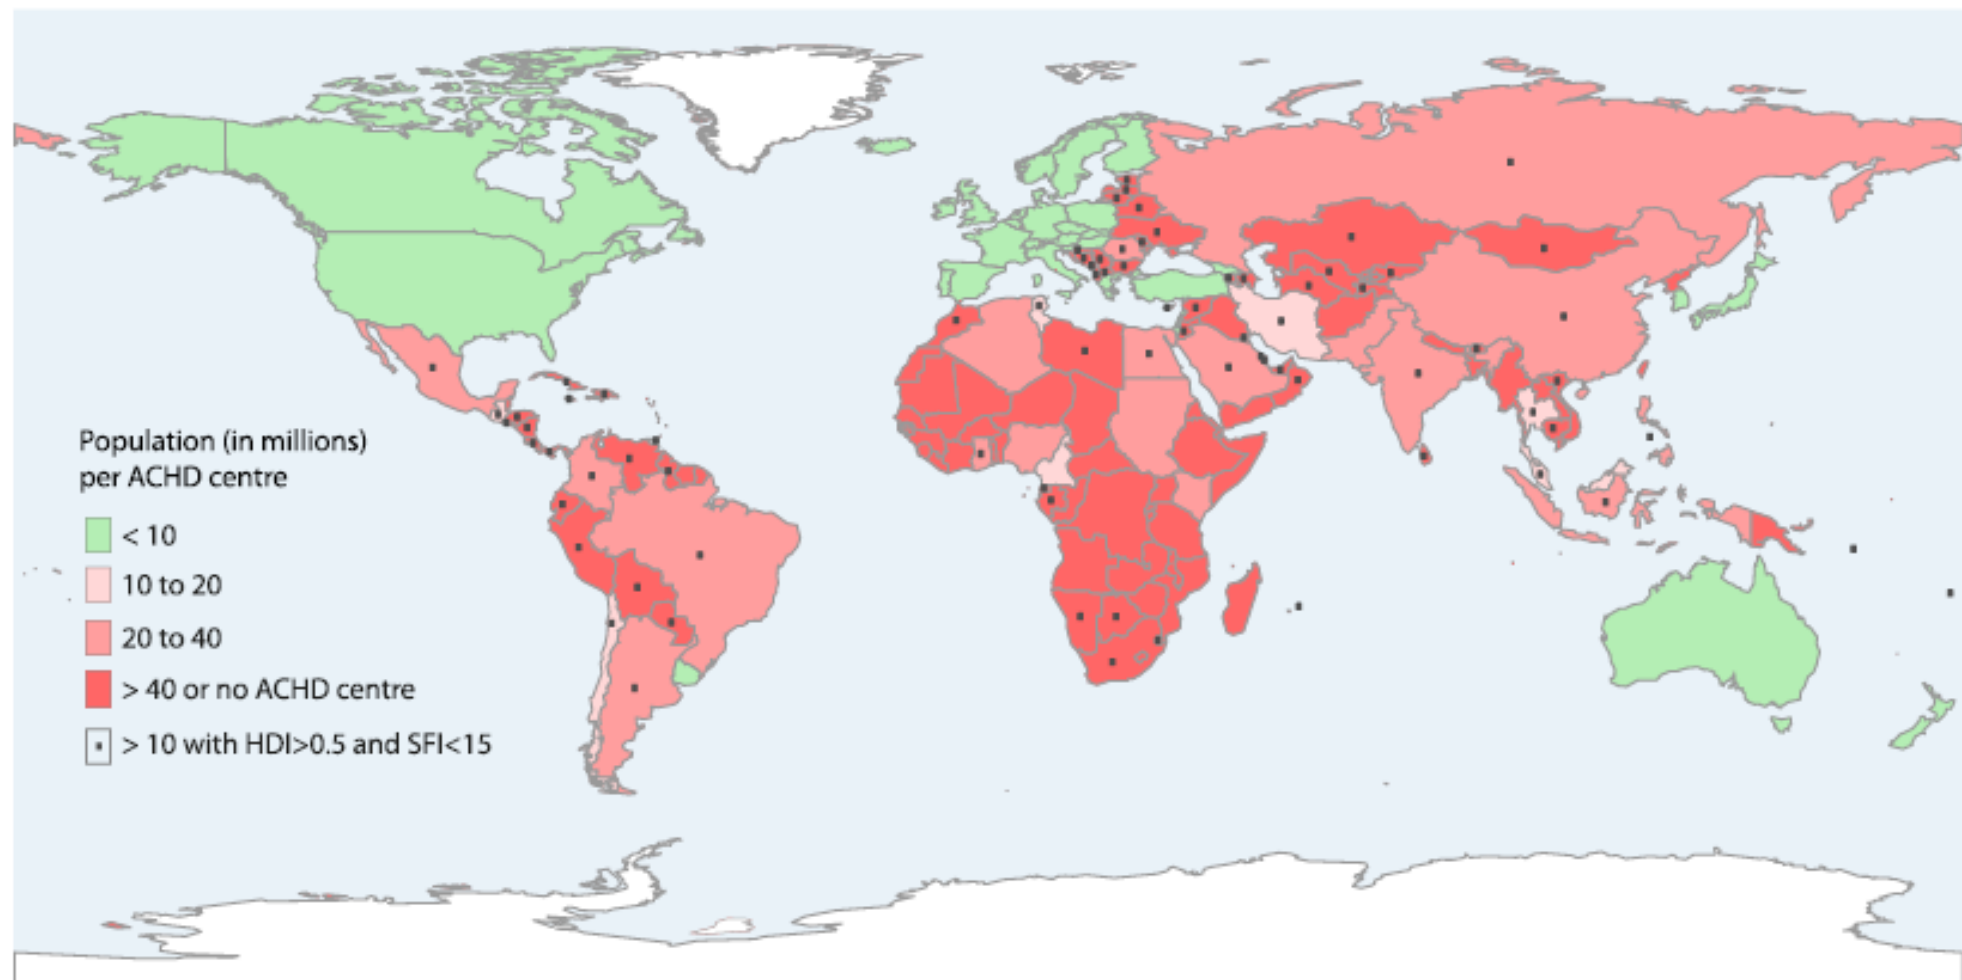 Population (in millions)
per ACHD centre
< 10
10 to 20
20 to 40
> 40 or no ACHD centre
> 10 with HDI>0.5 and SFI<15